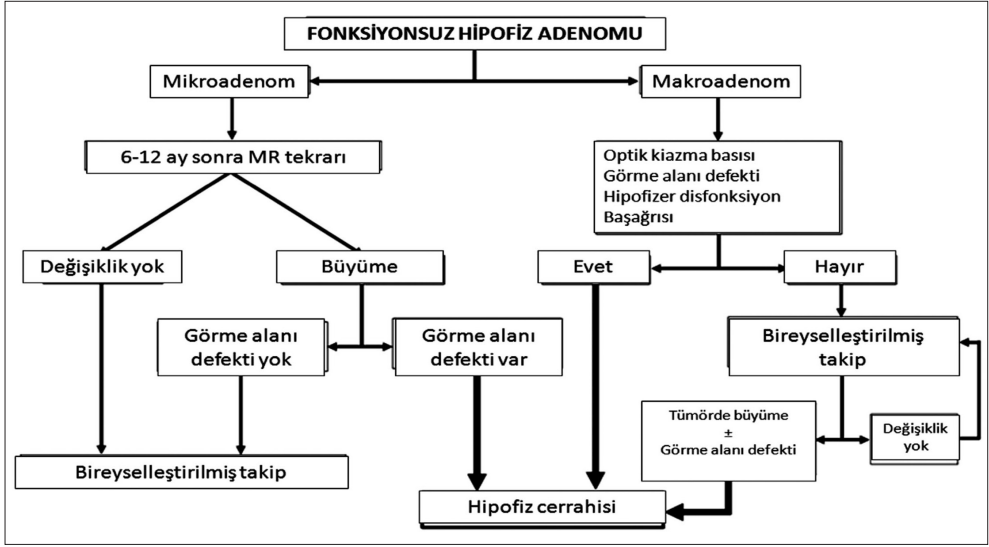 FONKSİYONSUZ HİPOFİZ ADENOMU
Mikroadenom
Makroadenom
6-12 ay sonra MR tekrarı
Optik kiazma basısı
Görme alanı defekti
Hipofizer disfonksiyon
Başağrısı
Değişiklik yok
Büyüme
Evet
Hayır
Görme alanı
defekti yok
Görme alanı
defekti var
Bireyselleştirilmiş
takip
Tümörde büyüme
±
Görme alanı defekti
Değişiklik
yok
Bireyselleştirilmiş takip
Hipofiz cerrahisi